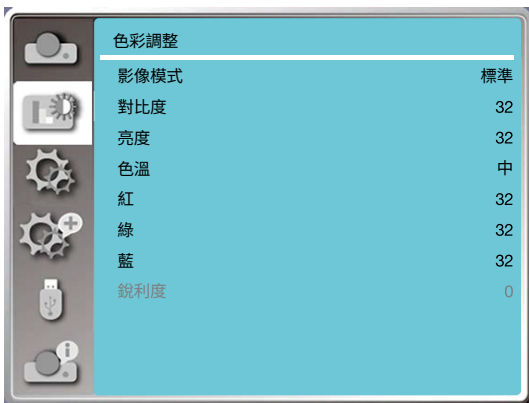 色彩調整
影像模式 標準
對比度 32
亮度 32
色溫 中
紅 32
綠 32
藍 32
銳利度 0